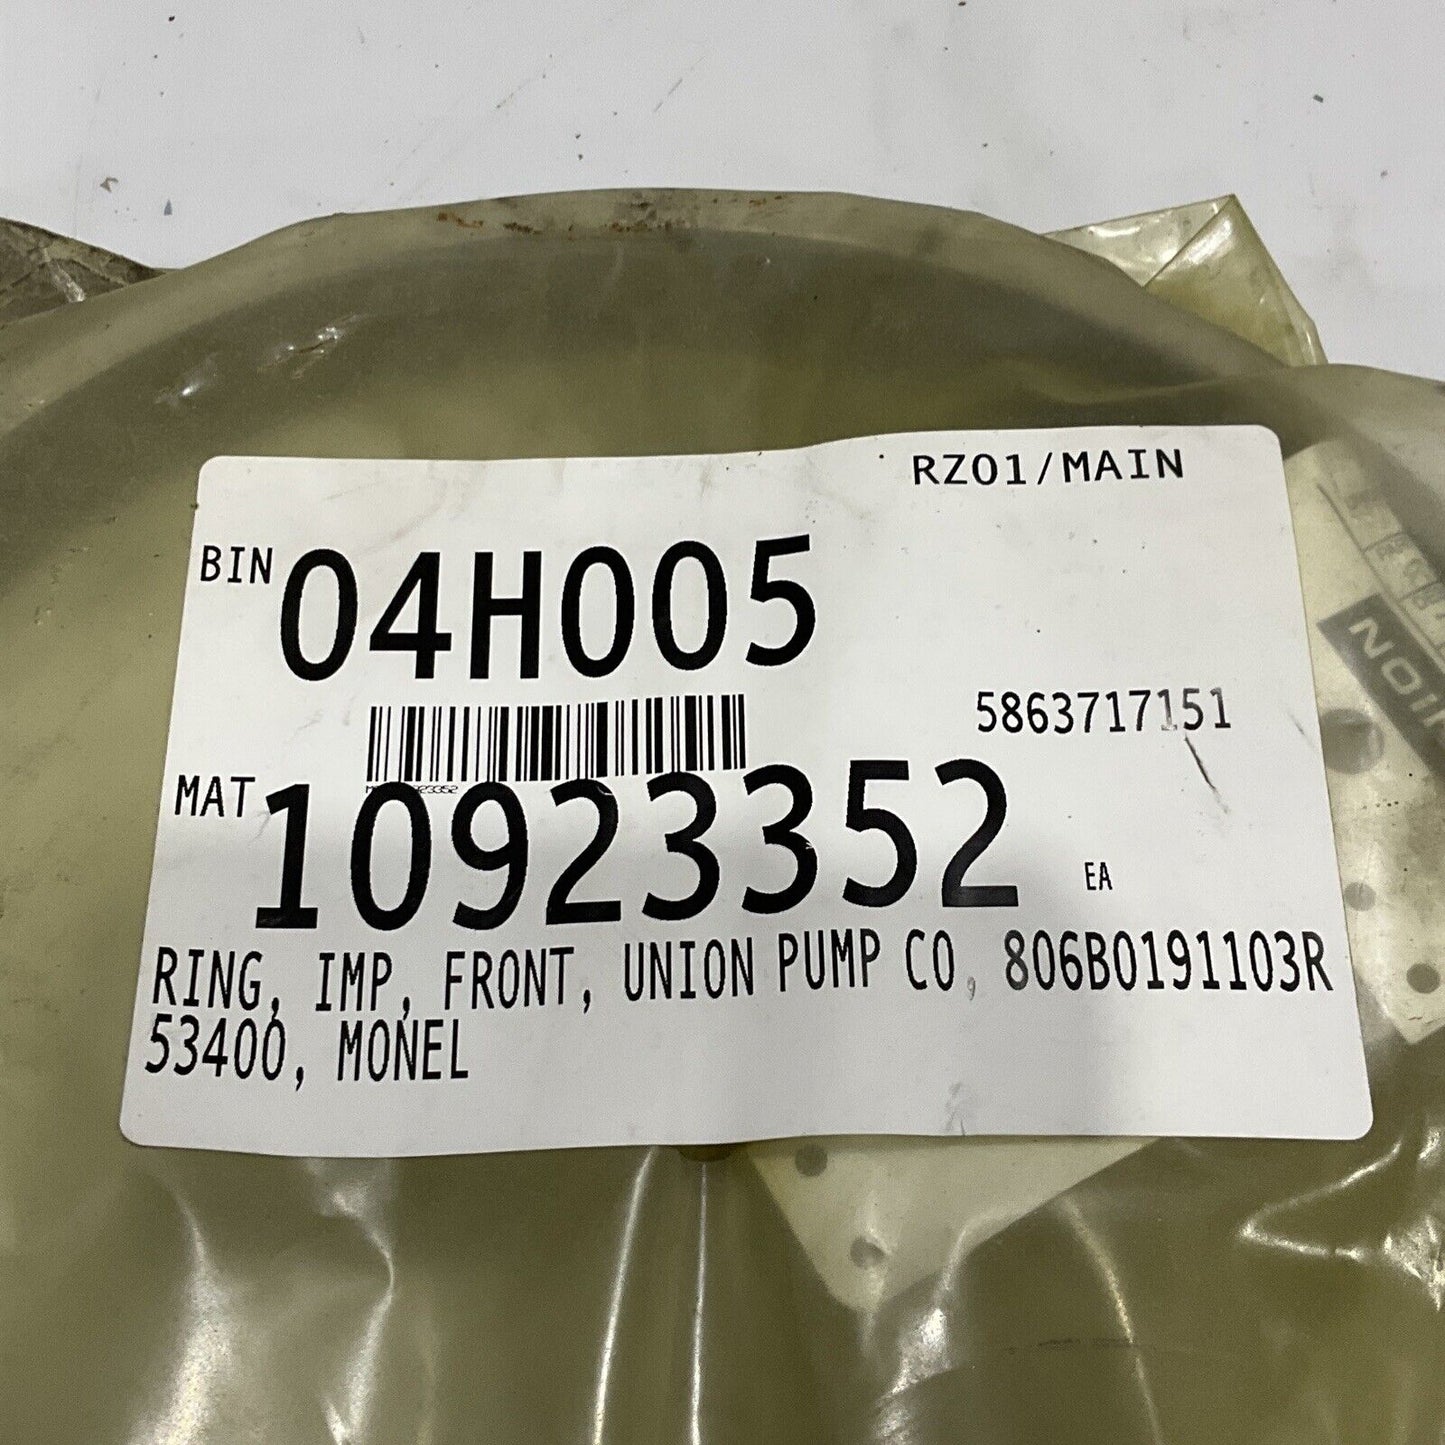 RZ01/MAIN
BIN 04H005
5863717151
MAT 10923352 EA
RING, IMP, FRONT, UNION PUMP CO, 806B0191103R
53400, MONEL